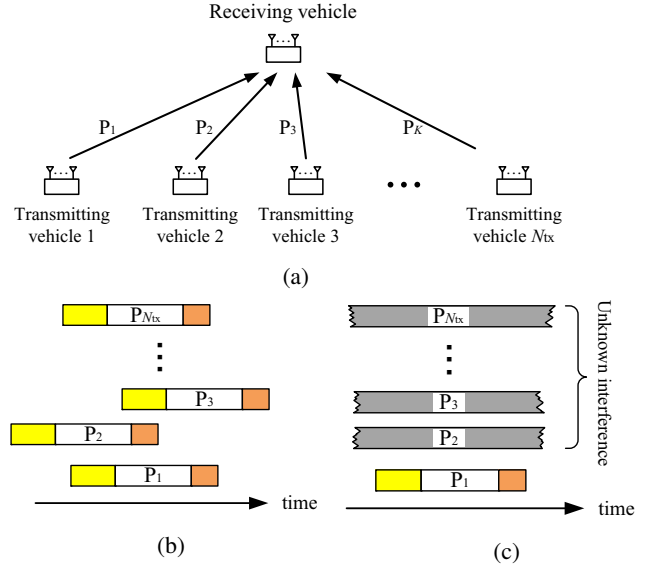 Receiving vehicle
P1 P2 P3 PK
Transmitting vehicle 1
Transmitting vehicle 2
Transmitting vehicle 3
Transmitting vehicle Ntx
(a)
PNtx
P3
P2
P1
time
(b)
PNtx
P3
P2
P1
Unknown interference
time
(c)